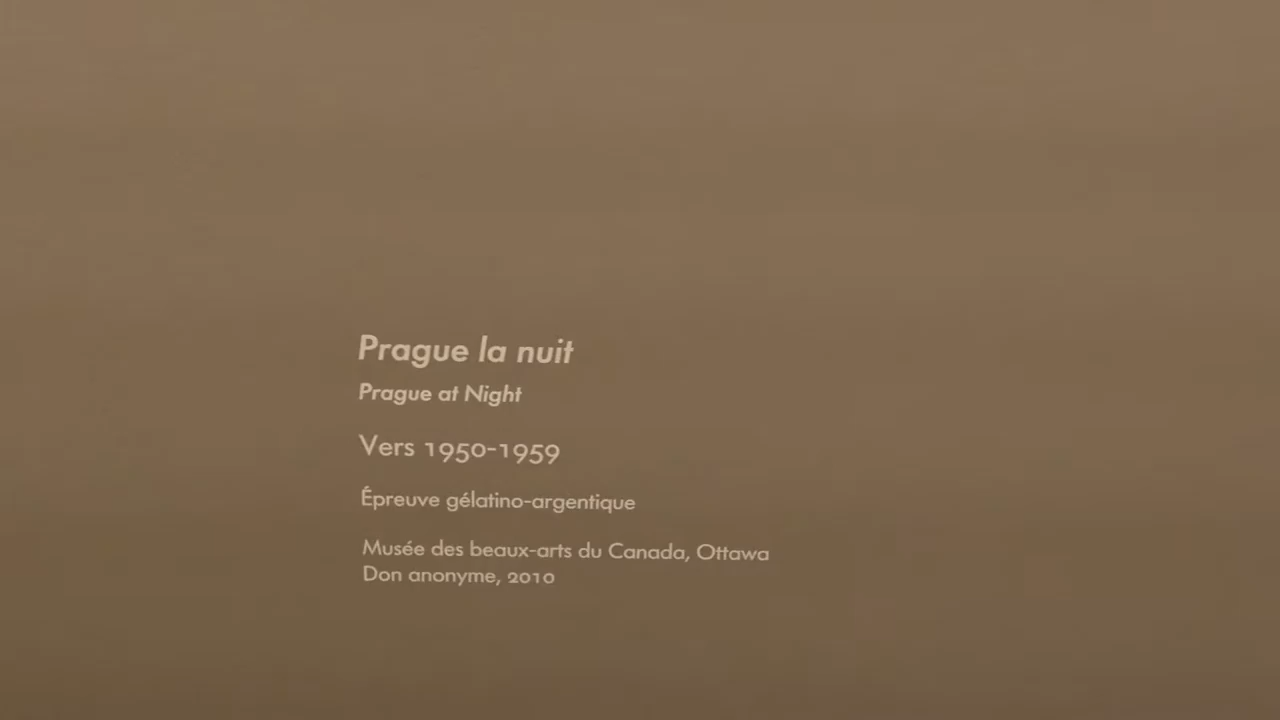 Prague la nuit
Prague at Night
Vers 1950-1959
Épreuve gélatino-argentique
Musée des beaux-arts du Canada, Ottawa
Don anonyme, 2010